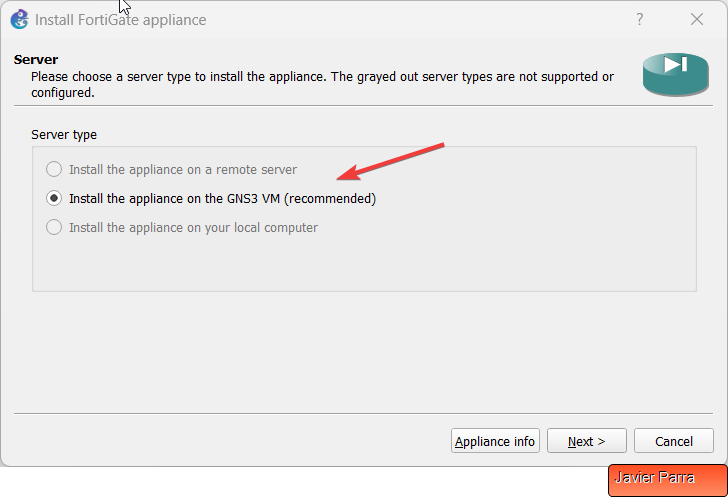 Install FortiGate appliance
Server
Please choose a server type to install the appliance. The grayed out server types are not supported or
configured.
Server type
Install the appliance on a remote server
Install the appliance on the GNS3 VM (recommended)
Install the appliance on your local computer
Appliance info
Next >
Cancel
Javier Parra